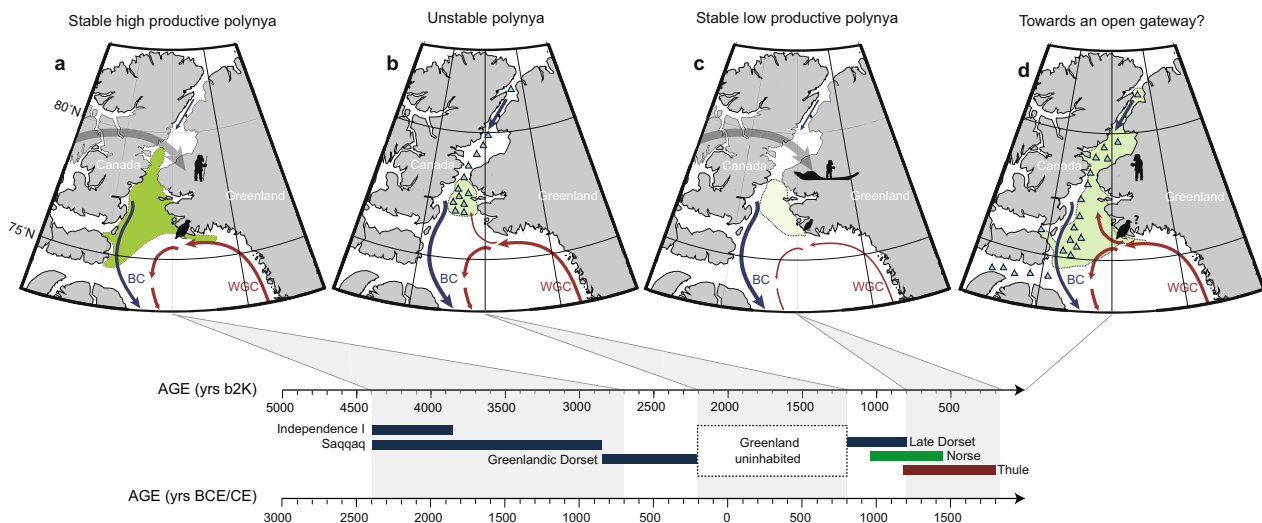 Stable high productive polynya
Unstable polynya
Stable low productive polynya
Towards an open gateway?
a
b
c
d
80°N
75°N
Canada
Greenland
BC
WGC
BC
WGC
Canada
Greenland
BC
WGC
Canada
Greenland
?
BC
WGC
AGE (yrs b2K)
5000 4500 4000 3500 3000 2500 2000 1500 1000 500
Independence I
Saqqaq
Greenlandic Dorset
Greenland
uninhabited
Late Dorset
Norse
Thule
AGE (yrs BCE/CE)
3000 2500 2000 1500 1000 500 0 500 1000 1500